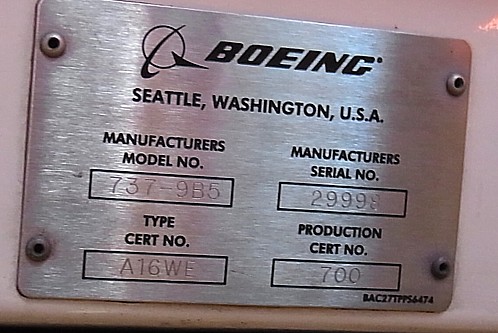 BOEING
SEATTLE, WASHINGTON, U.S.A.
MANUFACTURERS
MODEL NO.
737-9B5
MANUFACTURERS
SERIAL NO.
29998
TYPE
CERT NO.
A16WE
PRODUCTION
CERT NO.
700
BAC27TPPS6474